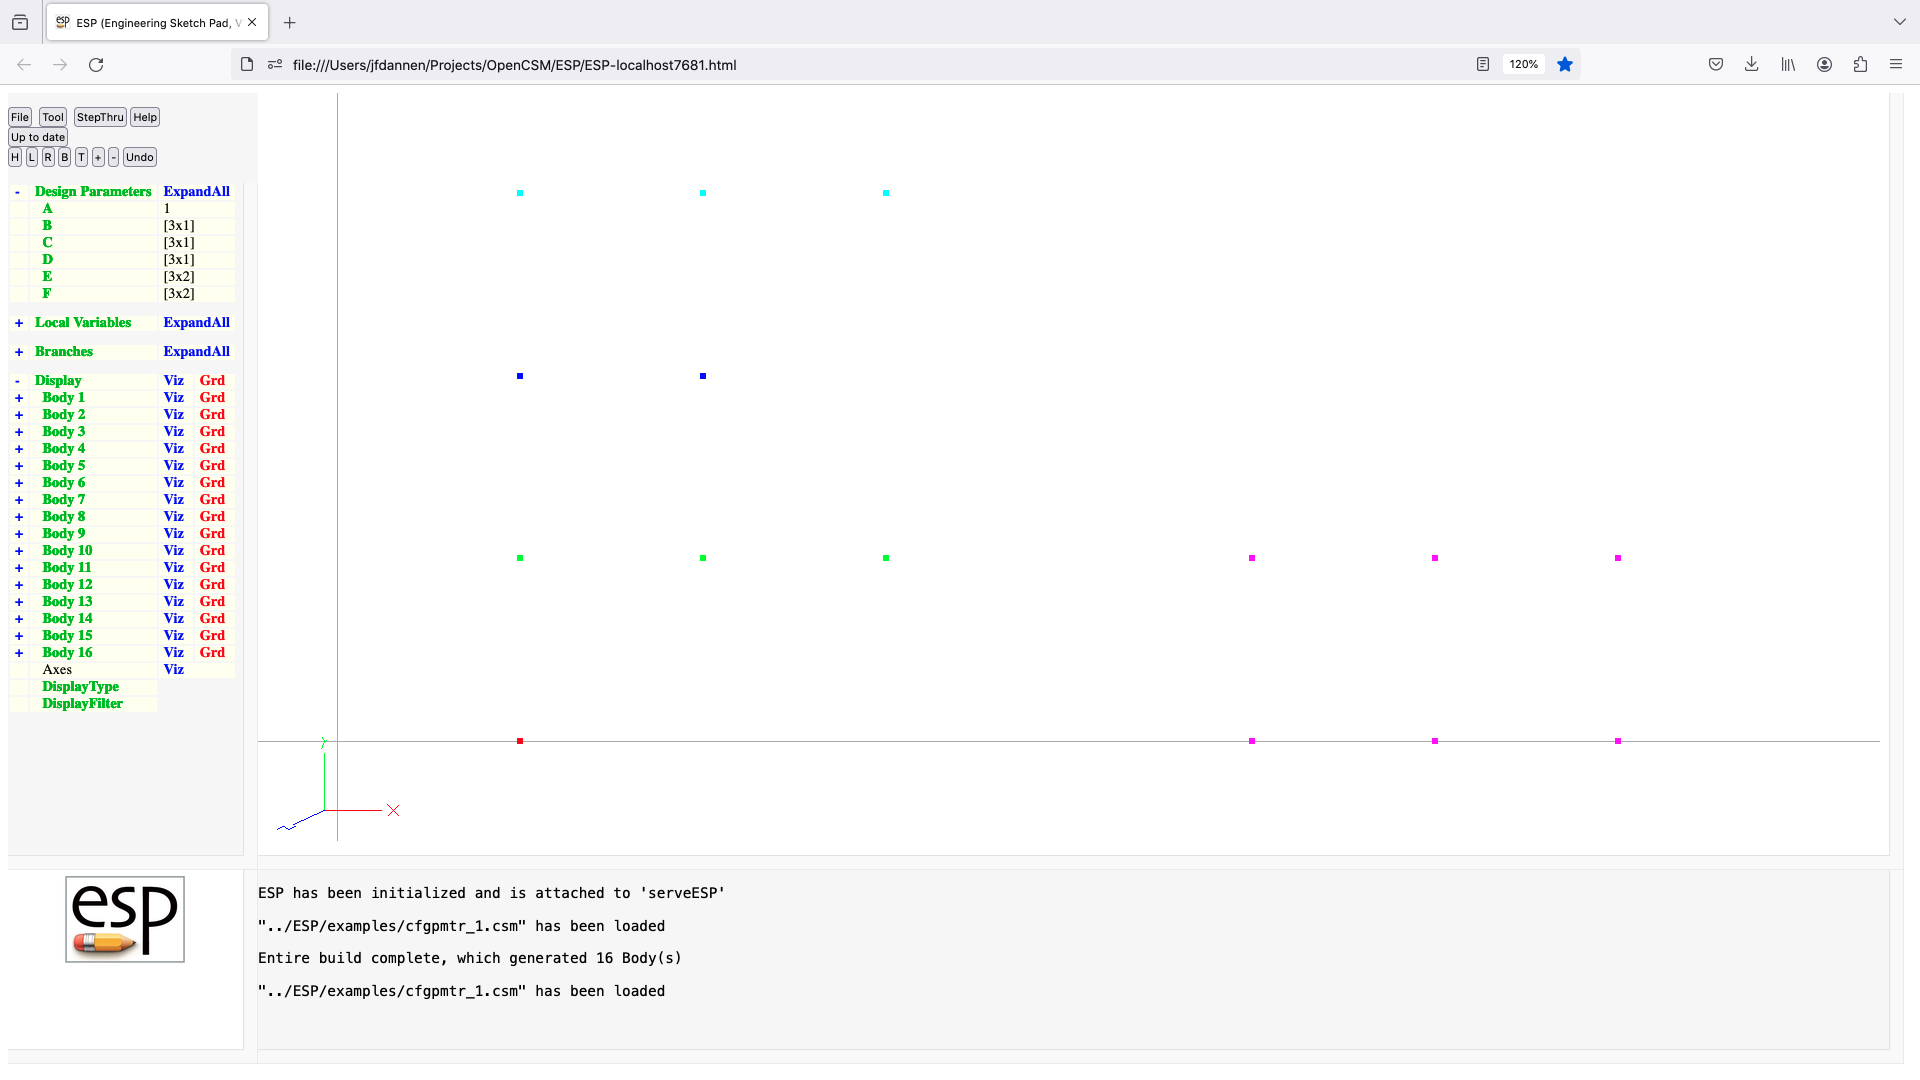 ESP (Engineering Sketch Pad, V
file:///Users/jfdannen/Projects/OpenCSM/ESP/ESP-localhost7681.html
120%
File Tool StepThru Help
Up to date
H L R B T + - Undo
- Design Parameters ExpandAll
A 1
B [3x1]
C [3x1]
D [3x1]
E [3x2]
F [3x2]
+ Local Variables ExpandAll
+ Branches ExpandAll
- Display Viz Grd
+ Body 1 Viz Grd
+ Body 2 Viz Grd
+ Body 3 Viz Grd
+ Body 4 Viz Grd
+ Body 5 Viz Grd
+ Body 6 Viz Grd
+ Body 7 Viz Grd
+ Body 8 Viz Grd
+ Body 9 Viz Grd
+ Body 10 Viz Grd
+ Body 11 Viz Grd
+ Body 12 Viz Grd
+ Body 13 Viz Grd
+ Body 14 Viz Grd
+ Body 15 Viz Grd
+ Body 16 Viz Grd
Axes Viz
DisplayType
DisplayFilter
Y
X
Z
esp
ESP has been initialized and is attached to 'serveESP'
"../ESP/examples/cfgpmtr_1.csm" has been loaded
Entire build complete, which generated 16 Body(s)
"../ESP/examples/cfgpmtr_1.csm" has been loaded